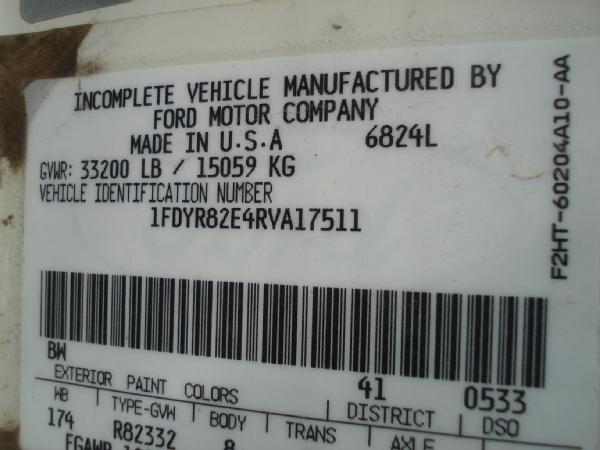 INCOMPLETE VEHICLE MANUFACTURED BY
FORD MOTOR COMPANY
MADE IN U.S.A 6824L
GVWR: 33200 LB / 15059 KG
VEHICLE IDENTIFICATION NUMBER
1FDYR82E4RVA17511
F2HT-60204A10-AA
BW
EXTERIOR PAINT COLORS 41 0533
WB TYPE-GVW BODY TRANS DISTRICT DSO
174 R82332 8 AXLE
FGAWR